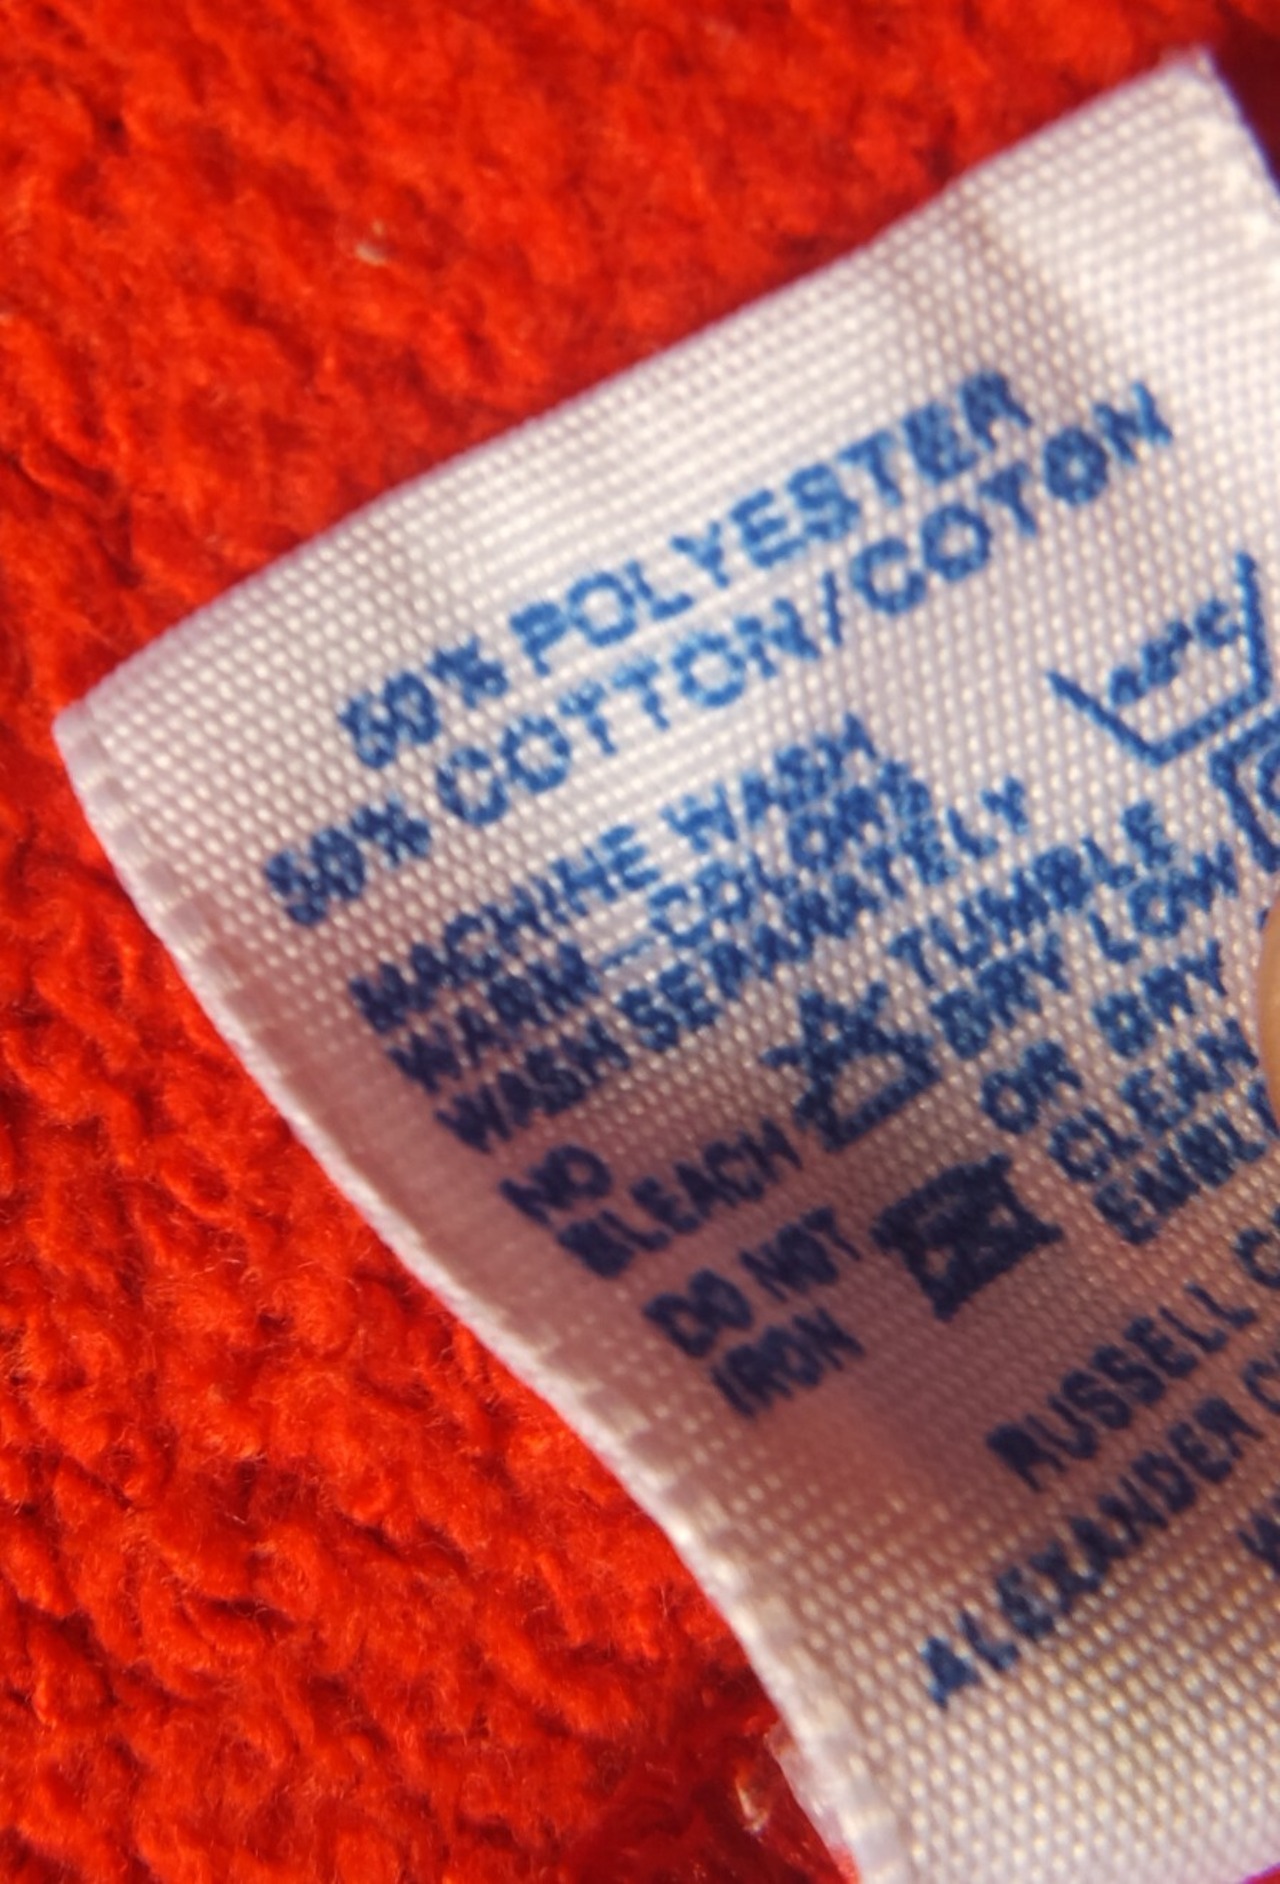 50% POLYESTER
50% COTTON/COTON
MACHINE WASH
WARM—COLORS
WASH SEPARATELY
NO
BLEACH
DO NOT
IRON
TUMBLE
DRY LOW
OR DRY
CLEAN
RUSSELL
ALEXANDER